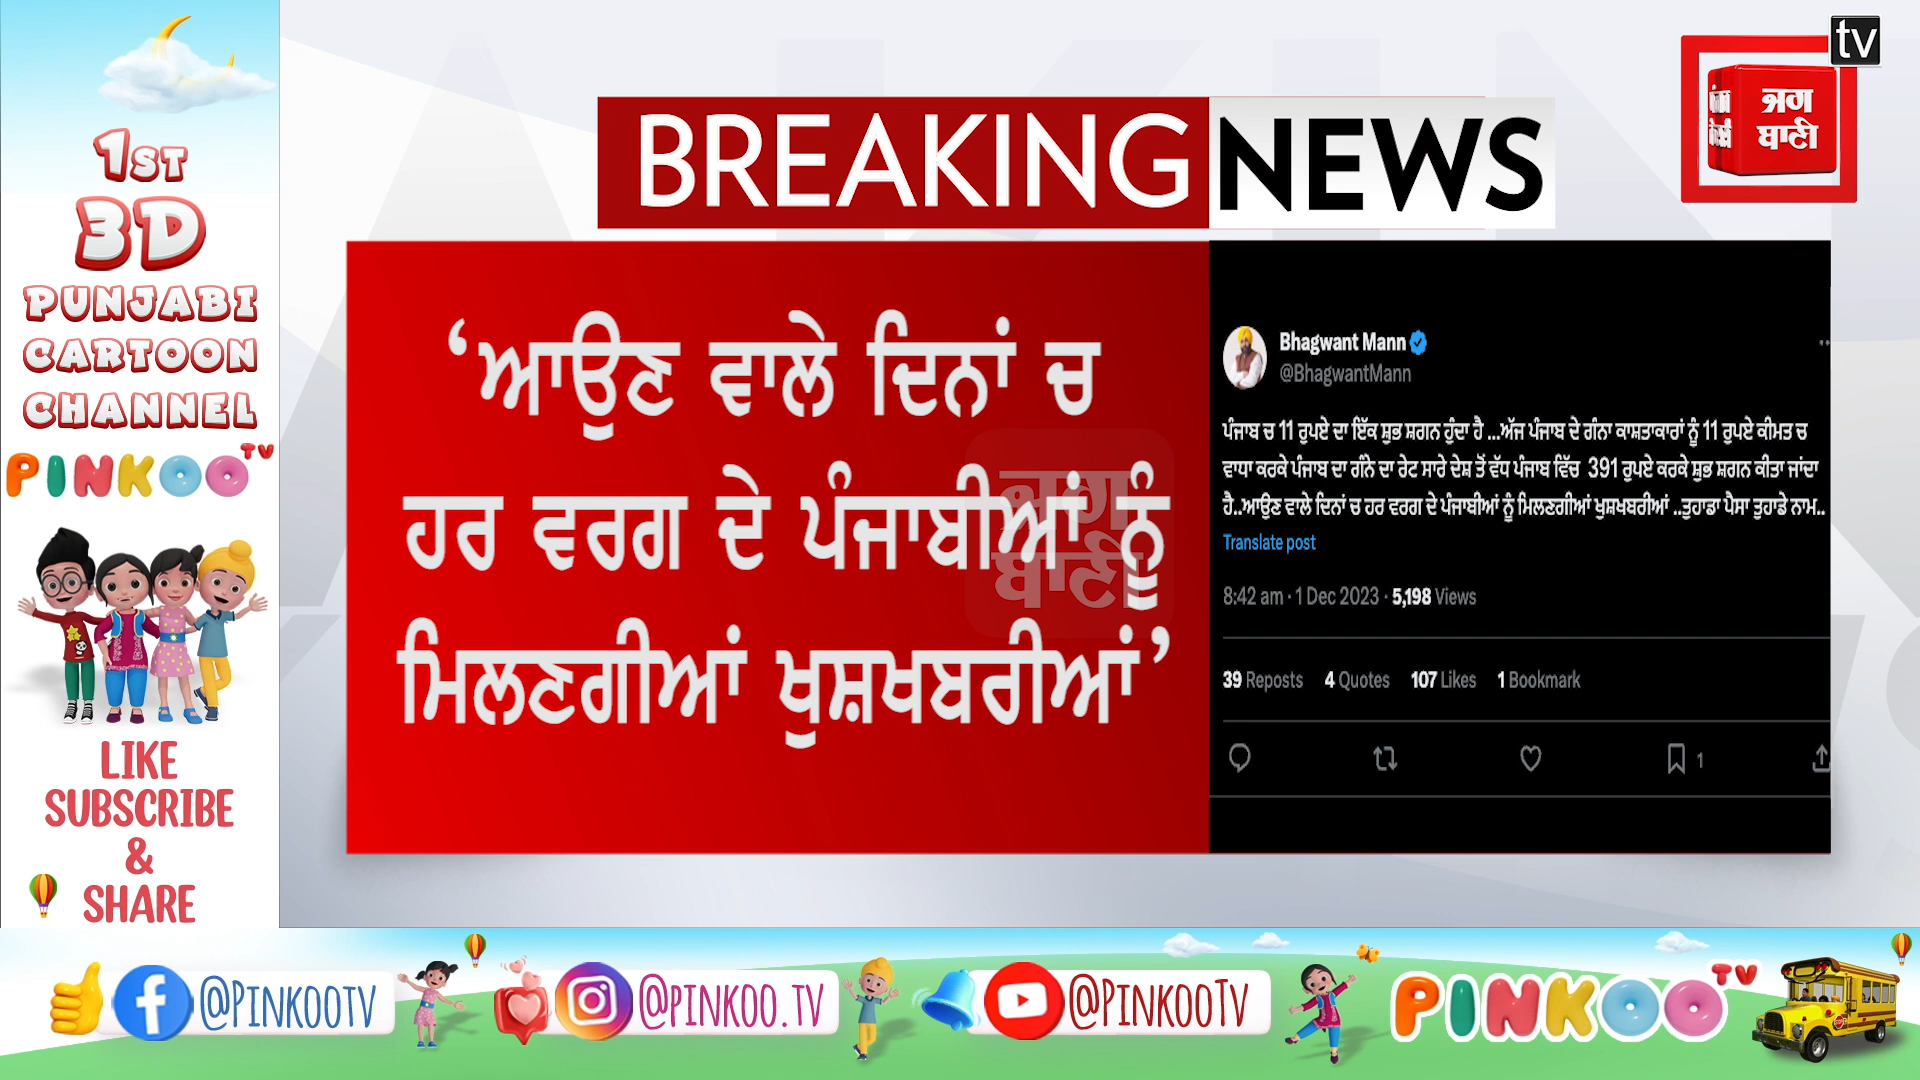 1ST
3D
PUNJABI
CARTOON
CHANNEL
PINKOO TV
LIKE
SUBSCRIBE
&
SHARE
BREAKING NEWS
tv
ਜਗ
ਬਾਣੀ
‘ਆਉਣ ਵਾਲੇ ਦਿਨਾਂ ਚ
ਹਰ ਵਰਗ ਦੇ ਪੰਜਾਬੀਆਂ ਨੂੰ
ਮਿਲਣਗੀਆਂ ਖੁਸ਼ਖਬਰੀਆਂ’
ਜਗ
ਬਾਣੀ
Bhagwant Mann
@BhagwantMann
ਪੰਜਾਬ ਚ 11 ਰੁਪਏ ਦਾ ਇੱਕ ਸ਼ੁਭ ਸ਼ਗਨ ਹੁੰਦਾ ਹੈ ...ਅੱਜ ਪੰਜਾਬ ਦੇ ਗੰਨਾ ਕਾਸ਼ਤਾਕਾਰਾਂ ਨੂੰ 11 ਰੁਪਏ ਕੀਮਤ ਚ
ਵਾਧਾ ਕਰਕੇ ਪੰਜਾਬ ਦਾ ਗੰਨੇ ਦਾ ਰੇਟ ਸਾਰੇ ਦੇਸ਼ ਤੋਂ ਵੱਧ ਪੰਜਾਬ ਵਿੱਚ 391 ਰੁਪਏ ਕਰਕੇ ਸ਼ੁਭ ਸ਼ਗਨ ਕੀਤਾ ਜਾਂਦਾ
ਹੈ..ਆਉਣ ਵਾਲੇ ਦਿਨਾਂ ਚ ਹਰ ਵਰਗ ਦੇ ਪੰਜਾਬੀਆਂ ਨੂੰ ਮਿਲਣਗੀਆਂ ਖੁਸ਼ਖਬਰੀਆਂ ..ਤੁਹਾਡਾ ਪੈਸਾ ਤੁਹਾਡੇ ਨਾਮ..
Translate post
8:42 am · 1 Dec 2023 · 5,198 Views
39 Reposts 4 Quotes 107 Likes 1 Bookmark
1
@PINKOOTV
@PINKOO.TV
@PINKOOTV
PINKOO TV